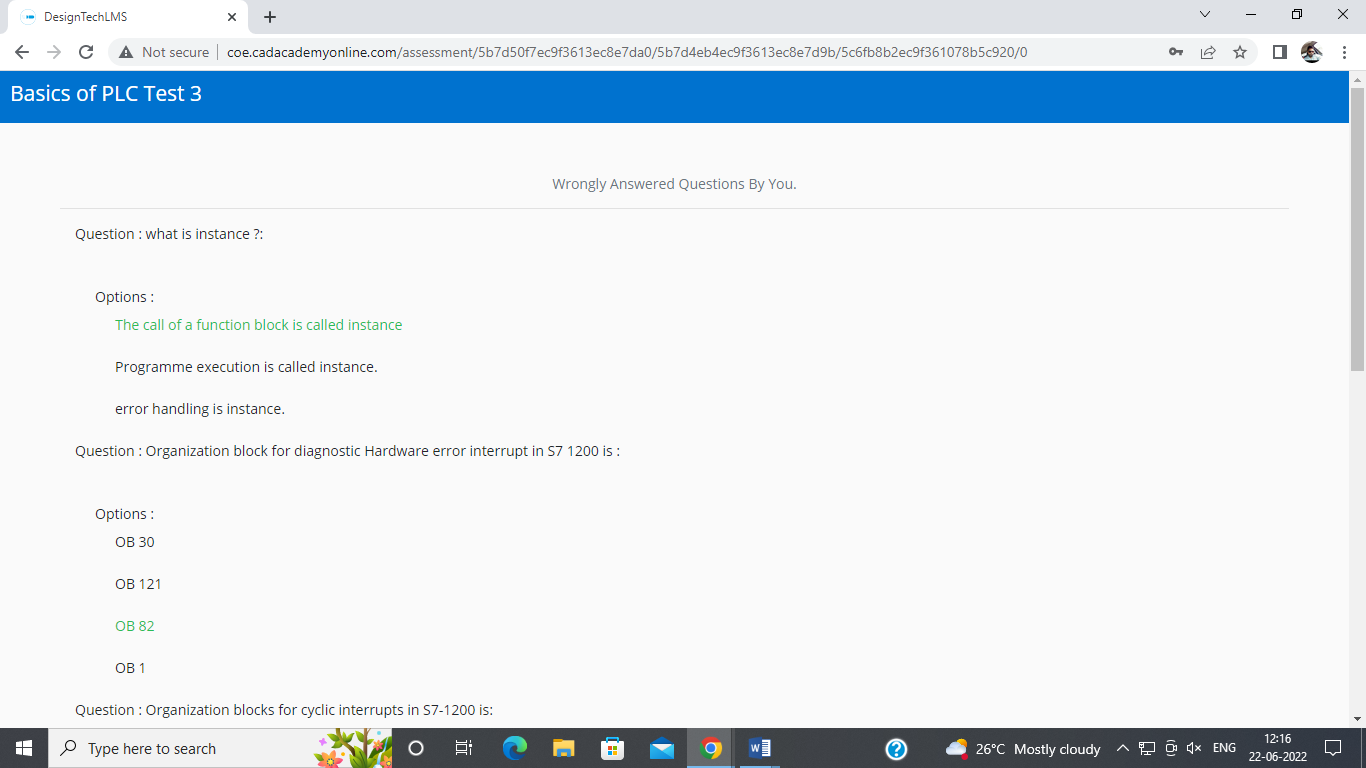 DesignTechLMS
Not secure
coe.cadacademyonline.com/assessment/5b7d50f7ec9f3613ec8e7da0/5b7d4eb4ec9f3613ec8e7d9b/5c6fb8b2ec9f361078b5c920/0
Basics of PLC Test 3
Wrongly Answered Questions By You.
Question : what is instance ?:
Options :
The call of a function block is called instance
Programme execution is called instance.
error handling is instance.
Question : Organization block for diagnostic Hardware error interrupt in S7 1200 is :
Options :
OB 30
OB 121
OB 82
OB 1
Question : Organization blocks for cyclic interrupts in S7-1200 is:
Type here to search
26°C Mostly cloudy
ENG
12:16
22-06-2022